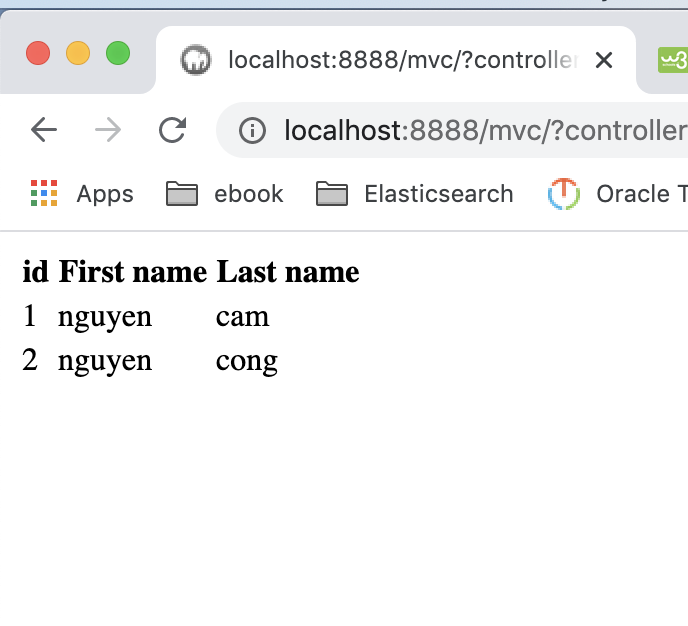 localhost:8888/mvc/?controller
localhost:8888/mvc/?controller
Apps ebook Elasticsearch Oracle T
id First name Last name
1 nguyen cam
2 nguyen cong